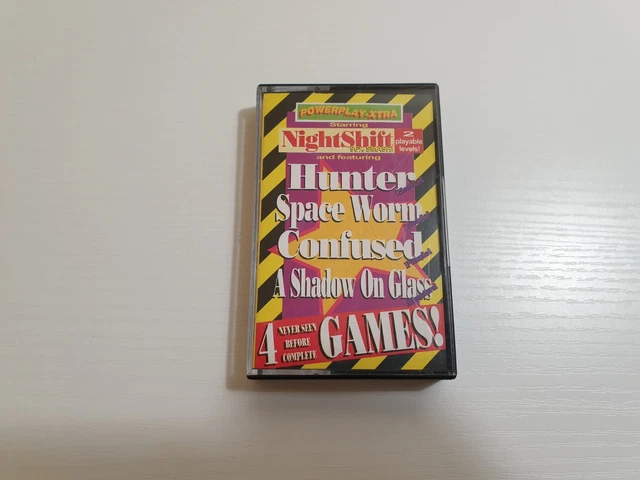 POWERPLAY-XTRA
Starring
NightShift
2
playable
levels!
and featuring
Hunter
Space Worm
Confused
A Shadow On Glass
4
NEVER SEEN
BEFORE
COMPLETE
GAMES!